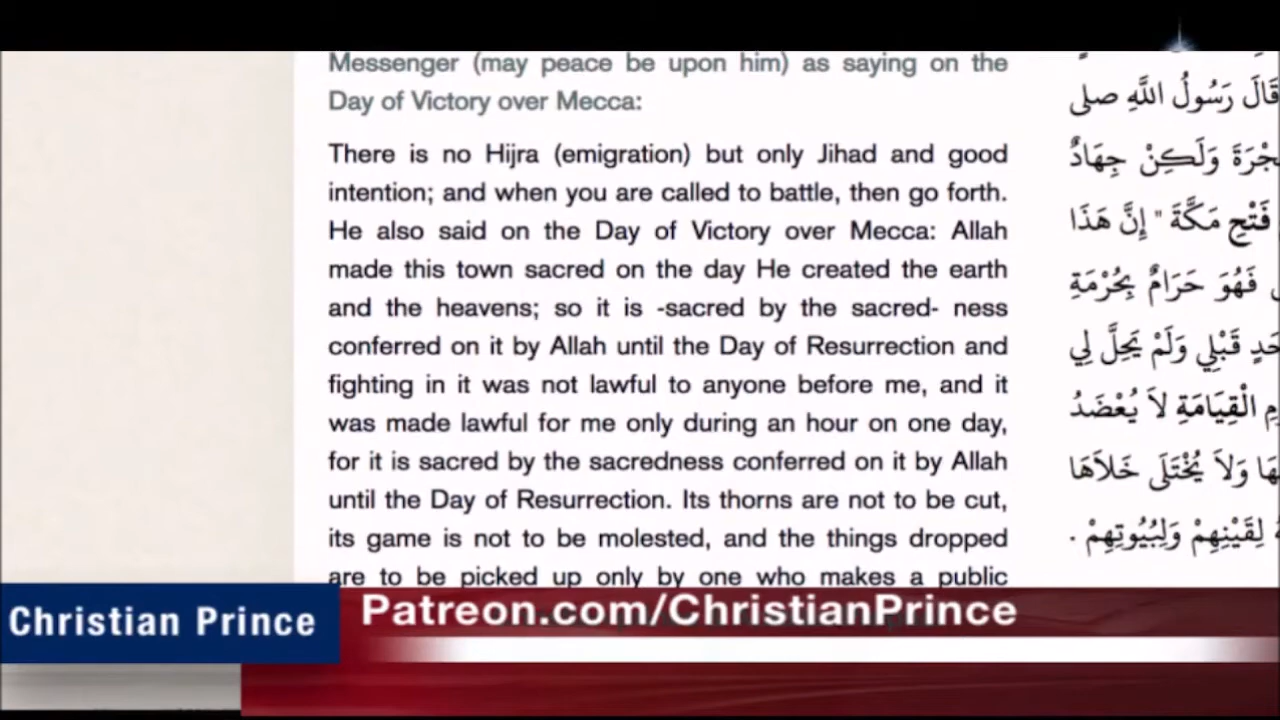 Messenger (may peace be upon him) as saying on the
Day of Victory over Mecca:
There is no Hijra (emigration) but only Jihad and good
intention; and when you are called to battle, then go forth.
He also said on the Day of Victory over Mecca: Allah
made this town sacred on the day He created the earth
and the heavens; so it is -sacred by the sacred- ness
conferred on it by Allah until the Day of Resurrection and
fighting in it was not lawful to anyone before me, and it
was made lawful for me only during an hour on one day,
for it is sacred by the sacredness conferred on it by Allah
until the Day of Resurrection. Its thorns are not to be cut,
its game is not to be molested, and the things dropped
are to be picked up only by one who makes a public
قَالَ رَسُولُ اللَّهِ صلى
جْرَةَ وَلَكِنْ جِهَادٌ
فَتْحِ مَكَّةَ " إِنَّ هَذَا
فَهُوَ حَرَامٌ بِحُرْمَةِ
حَدٍ قَبْلِي وَلَمْ يَحِلَّ لِي
مِ الْقِيَامَةِ لاَ يُعْضَدُ
هَا وَلاَ يُخْتَلَى خَلاَهَا
لِقَيْنِهِمْ وَلِبُيُوتِهِمْ .
Christian Prince
Patreon.com/ChristianPrince